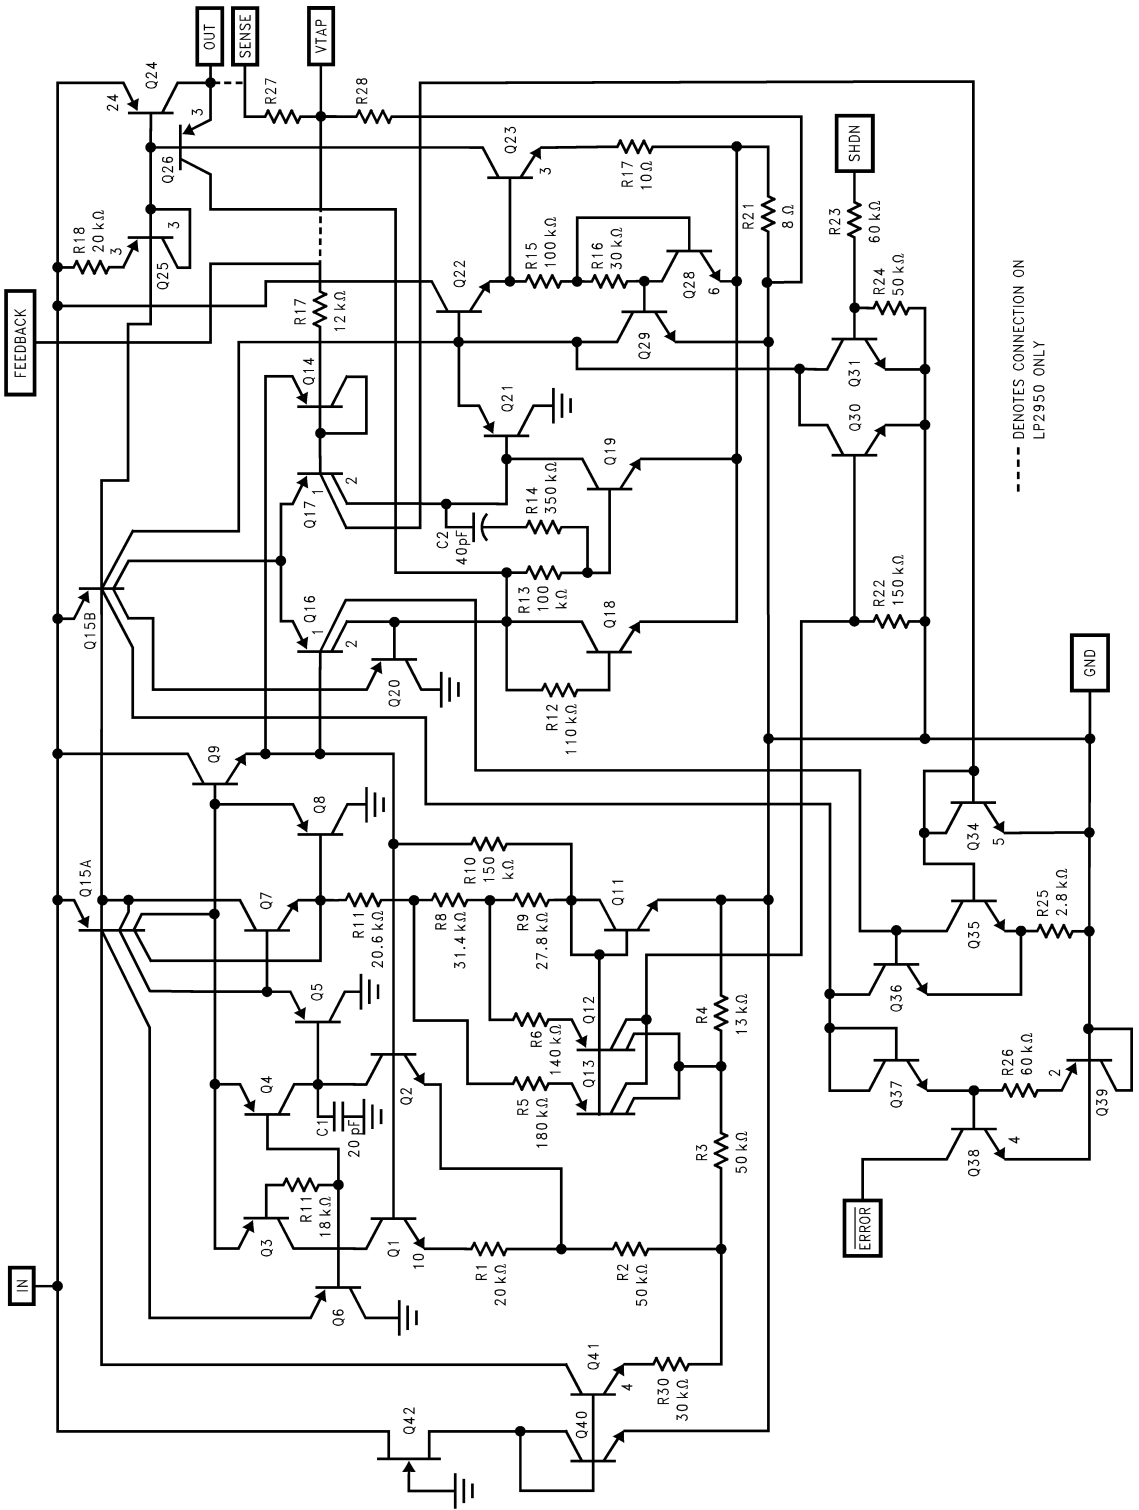 IN
FEEDBACK
OUT
SENSE
VTAP
SHDN
GND
ERROR
Q42
Q40
Q41
4
R30
30 kΩ
Q6
Q3
R11
18 kΩ
Q1
10
R1
20 kΩ
R2
50 kΩ
R3
50 kΩ
Q4
C1
20 pF
Q2
Q5
R5
180 kΩ
R6
140 kΩ
Q13
Q12
R4
13 kΩ
Q15A
Q7
R11
20.6 kΩ
R8
31.4 kΩ
R9
27.8 kΩ
Q11
R10
150
kΩ
Q8
Q9
Q15B
Q20
R12
110 kΩ
Q16
1
2
Q18
R13
100
kΩ
C2
40 pF
R14
350 kΩ
Q19
Q17
1
2
Q21
Q14
R17
12 kΩ
Q22
R15
100 kΩ
R16
30 kΩ
Q29
Q28
6
Q23
3
R17
10 Ω
R21
8 Ω
R18
20 kΩ
3
Q25
3
Q26
3
24
Q24
R27
R28
R23
60 kΩ
R24
50 kΩ
Q31
Q30
R22
150 kΩ
Q34
5
Q35
R25
2.8 kΩ
Q36
Q37
R26
60 kΩ
2
Q39
Q38
4
DENOTES CONNECTION ON
LP2950 ONLY